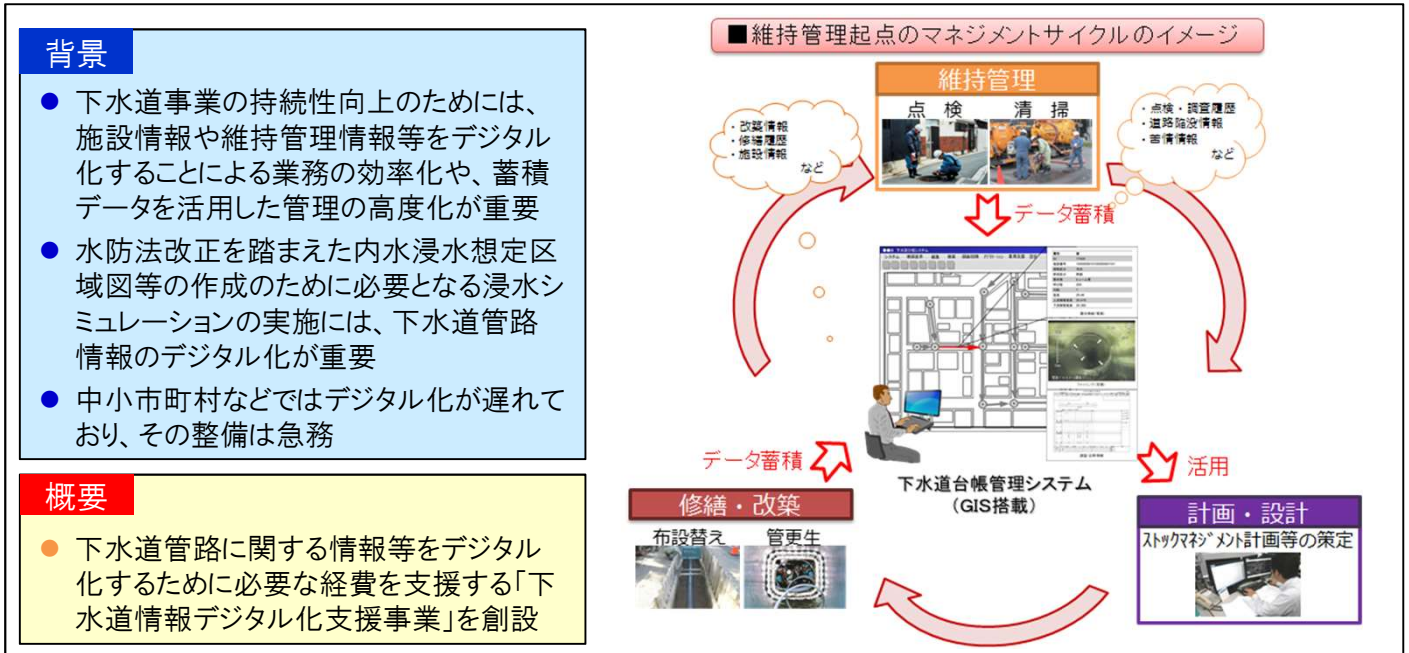 背景
● 下水道事業の持続性向上のためには、
施設情報や維持管理情報等をデジタル
化することによる業務の効率化や、蓄積
データを活用した管理の高度化が重要
● 水防法改正を踏まえた内水浸水想定区
域図等の作成のために必要となる浸水シ
ミュレーションの実施には、下水道管路
情報のデジタル化が重要
● 中小市町村などではデジタル化が遅れて
おり、その整備は急務
概要
● 下水道管路に関する情報等をデジタル
化するために必要な経費を支援する「下
水道情報デジタル化支援事業」を創設
■維持管理起点のマネジメントサイクルのイメージ
維持管理
点 検 清 掃
・改築情報
・修繕履歴
・施設情報
など
・点検・調査履歴
・道路陥没情報
・苦情情報
など
データ蓄積
下水道台帳管理システム
(GIS搭載)
データ蓄積
活用
修繕・改築
布設替え 管更生
計画・設計
ストックマネジメント計画等の策定